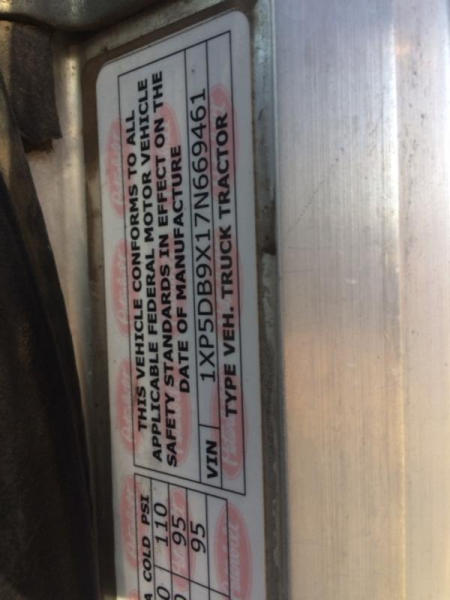 THIS VEHICLE CONFORMS TO ALL
APPLICABLE FEDERAL MOTOR VEHICLE
SAFETY STANDARDS IN EFFECT ON THE
DATE OF MANUFACTURE
VIN 1XP5DB9X17N669461
TYPE VEH. TRUCK TRACTOR
COLD PSI
110
95
95